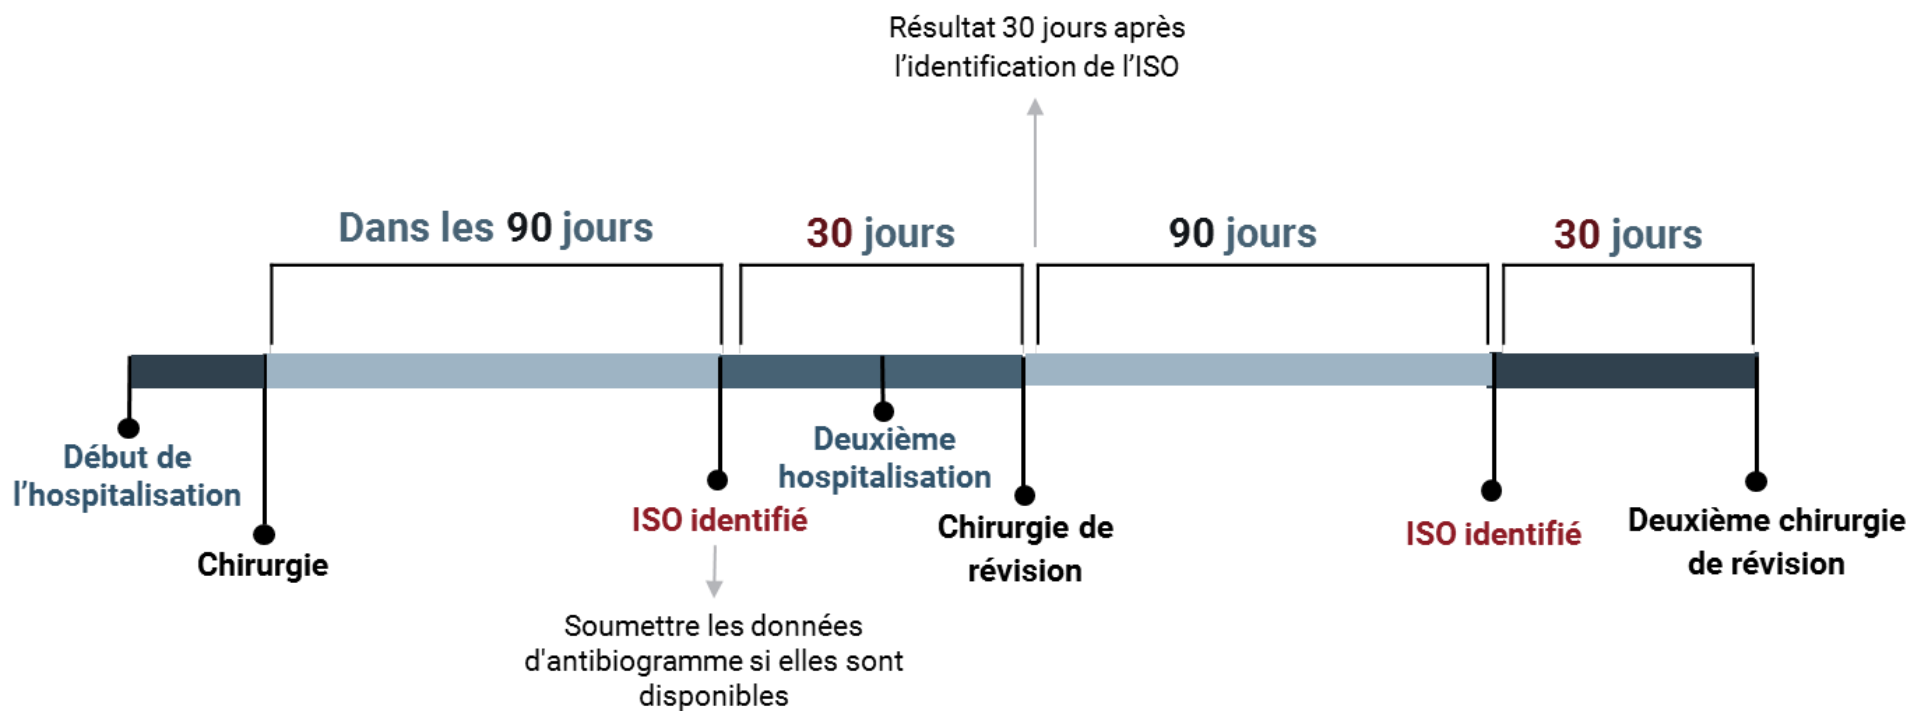 Résultat 30 jours après
l’identification de l’ISO
Dans les 90 jours
30 jours
90 jours
30 jours
Début de
l’hospitalisation
Chirurgie
ISO identifié
Soumettre les données
d'antibiogramme si elles sont
disponibles
Deuxième
hospitalisation
Chirurgie de
révision
ISO identifié
Deuxième chirurgie
de révision